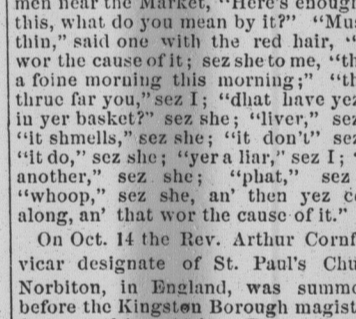 men near the Market, "Here's enough
this, what do you mean by it?" "Mu
thin," said one with the red hair, "
wor the cause of it; sez she to me, "th
a foine morning this morning;" "th
thrue far you," sez I; "dhat have yez
in yer basket?" sez she; "liver," sez
"it shmells," sez she; "it don't" sez
"it do," sez she; "yer a liar," sez I;
another," sez she; "phat," sez
"whoop," sez she, an' then yez c
along, an' that wor the cause of it."
On Oct. 14 the Rev. Arthur Cornf
vicar designate of St. Paul's Chu
Norbiton, in England, was summo
before the Kingston Borough magist